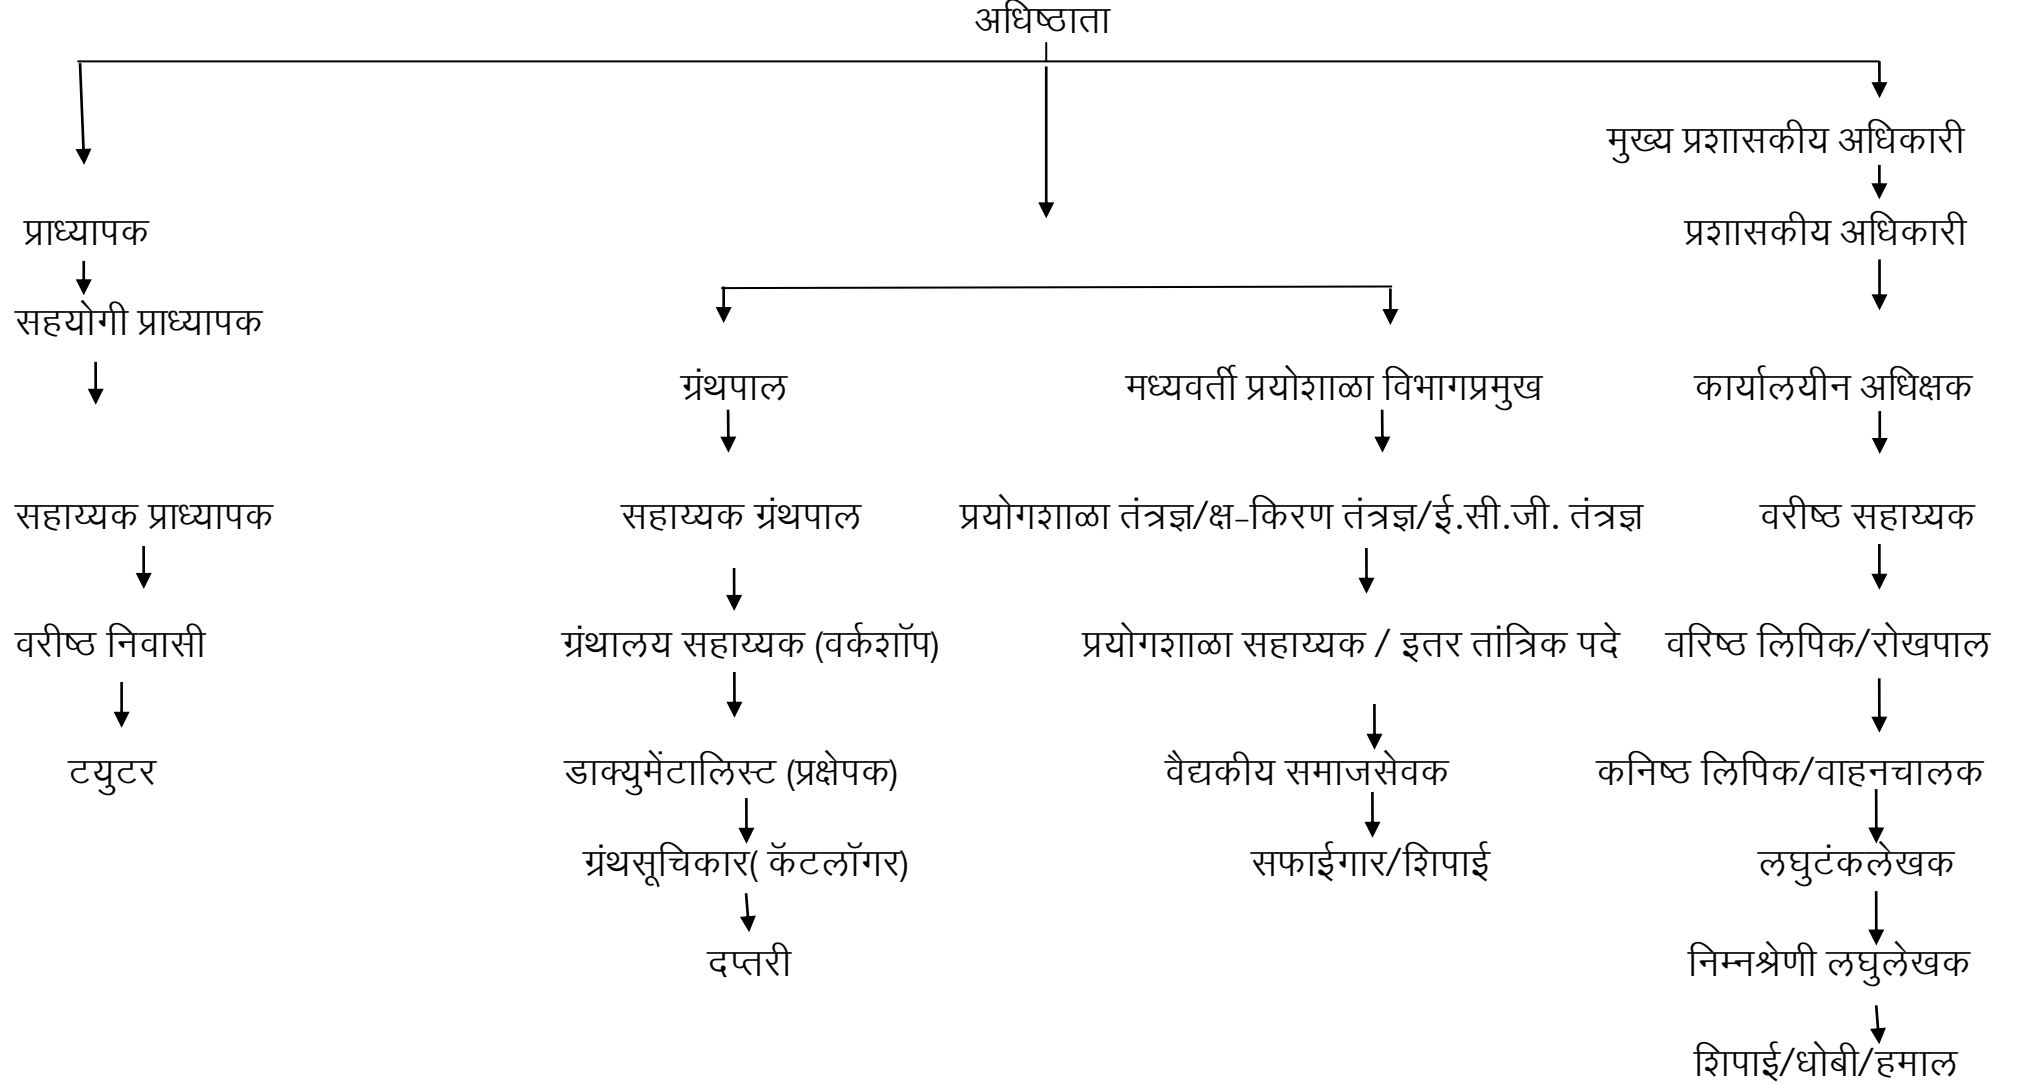 अधिष्ठाता
मुख्य प्रशासकीय अधिकारी
प्राध्यापक
प्रशासकीय अधिकारी
सहयोगी प्राध्यापक
ग्रंथपाल
मध्यवर्ती प्रयोशाळा विभागप्रमुख
कार्यालयीन अधिक्षक
सहाय्यक प्राध्यापक
सहाय्यक ग्रंथपाल
प्रयोगशाळा तंत्रज्ञ/क्ष-किरण तंत्रज्ञ/ई.सी.जी. तंत्रज्ञ
वरीष्ठ सहाय्यक
वरीष्ठ निवासी
ग्रंथालय सहाय्यक (वर्कशॉप)
प्रयोगशाळा सहाय्यक / इतर तांत्रिक पदे
वरिष्ठ लिपिक/रोखपाल
टयुटर
डाक्युमेंटालिस्ट (प्रक्षेपक)
वैद्यकीय समाजसेवक
कनिष्ठ लिपिक/वाहनचालक
ग्रंथसूचिकार( कॅटलॉगर)
सफाईगार/शिपाई
लघुटंकलेखक
दप्तरी
निम्नश्रेणी लघुलेखक
शिपाई/धोबी/हमाल